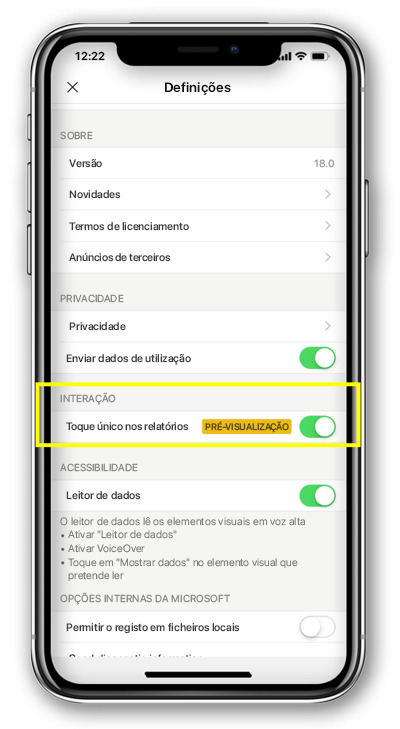 12:22
Definições
SOBRE
Versão 18.0
Novidades
Termos de licenciamento
Anúncios de terceiros
PRIVACIDADE
Privacidade
Enviar dados de utilização
INTERAÇÃO
Toque único nos relatórios PRÉ-VISUALIZAÇÃO
ACESSIBILIDADE
Leitor de dados
O leitor de dados lê os elementos visuais em voz alta
• Ativar "Leitor de dados"
• Ativar VoiceOver
• Toque em "Mostrar dados" no elemento visual que
pretende ler
OPÇÕES INTERNAS DA MICROSOFT
Permitir o registo em ficheiros locais